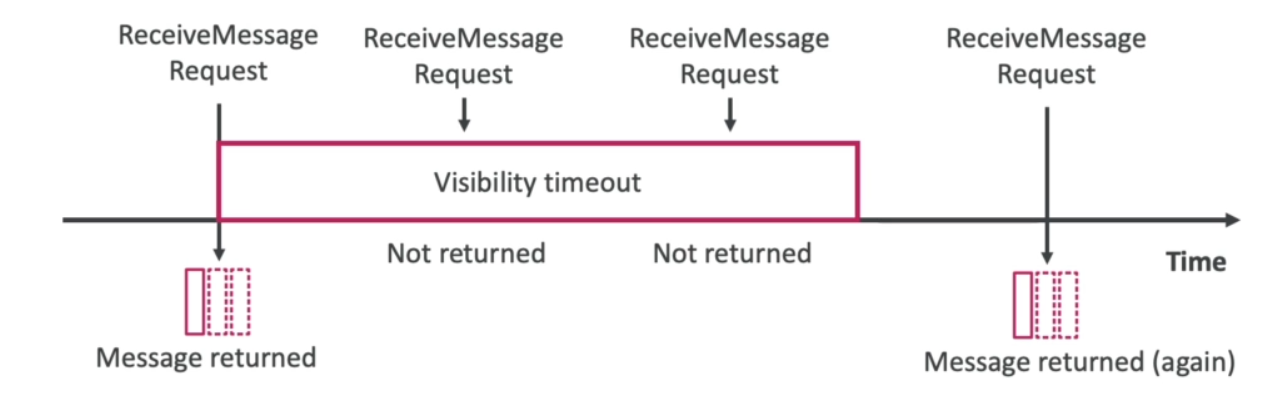 ReceiveMessage
Request
ReceiveMessage
Request
ReceiveMessage
Request
ReceiveMessage
Request
Visibility timeout
Not returned
Not returned
Time
Message returned
Message returned (again)